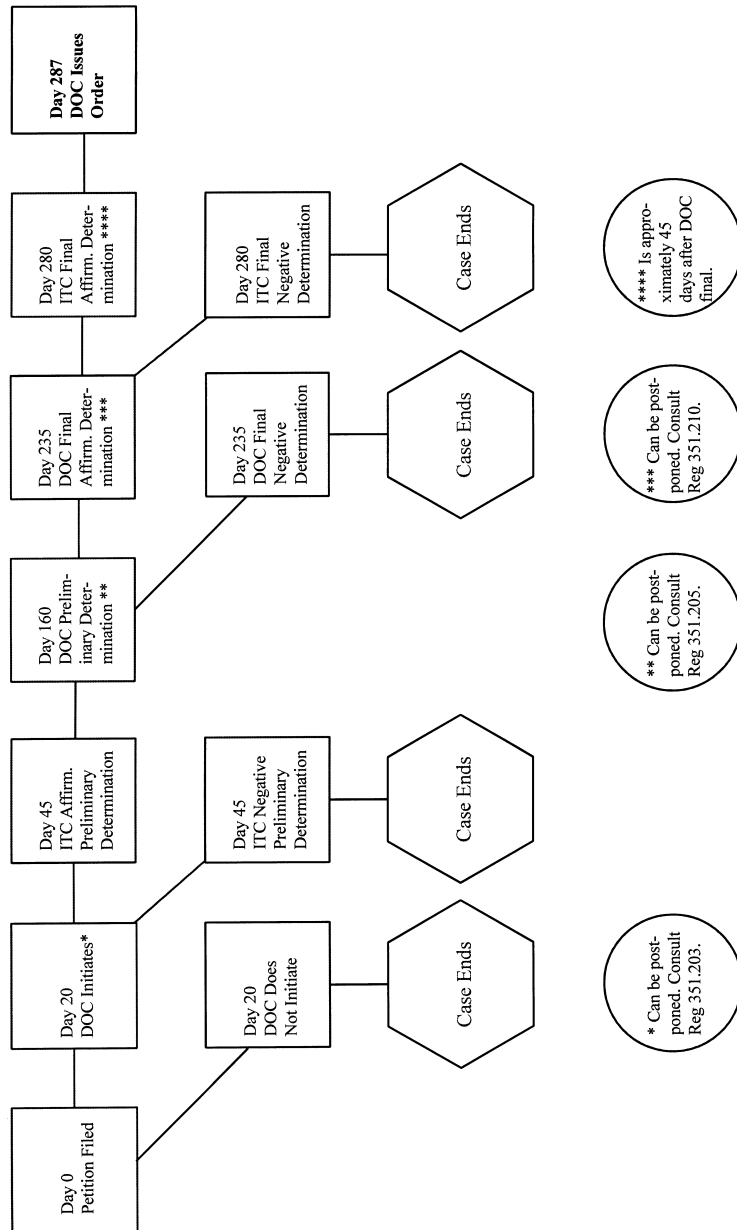 Day 0
Petition Filed
Day 20
DOC Initiates*
Day 45
ITC Affirm.
Preliminary
Determination
Day 160
DOC Prelim-
inary Deter-
mination **
Day 235
DOC Final
Affirm. Deter-
mination ***
Day 280
ITC Final
Affirm. Deter-
mination ****
Day 287
DOC Issues
Order
Day 20
DOC Does
Not Initiate
Day 45
ITC Negative
Preliminary
Determination
Day 235
DOC Final
Negative
Determination
Day 280
ITC Final
Negative
Determination
Case Ends
Case Ends
Case Ends
Case Ends
* Can be post-
poned. Consult
Reg 351.203.
** Can be post-
poned. Consult
Reg 351.205.
*** Can be post-
poned. Consult
Reg 351.210.
**** Is appro-
ximately 45
days after DOC
final.